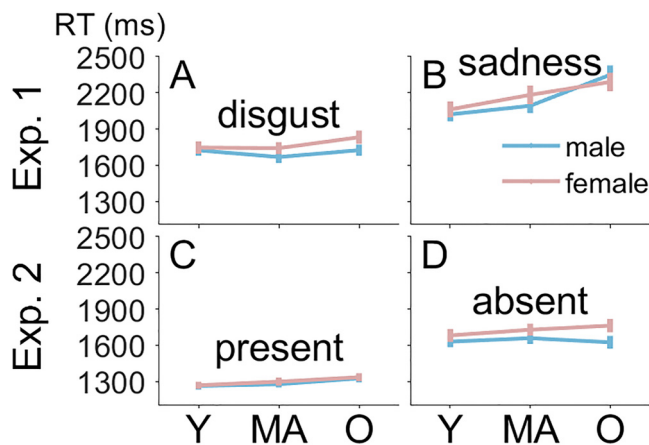 RT (ms)
Exp. 1
2500
2200
1900
1600
1300
A
disgust
B
sadness
male
female
Exp. 2
2500
2200
1900
1600
1300
C
present
D
absent
Y MA O
Y MA O